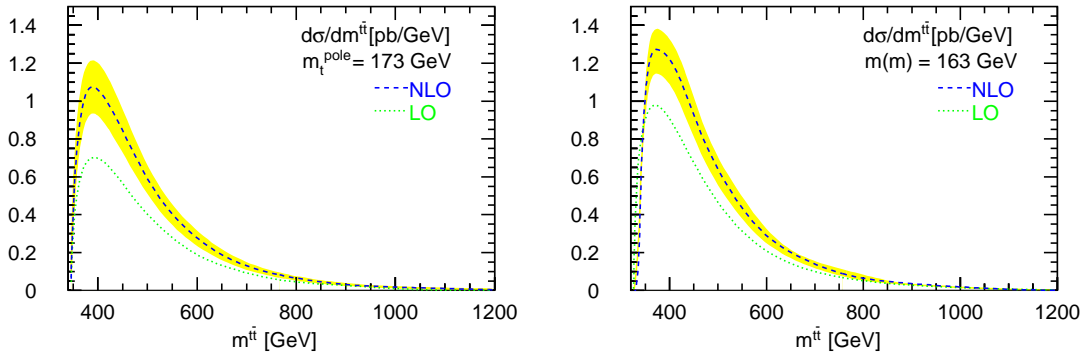 1.4
1.2
1
0.8
0.6
0.4
0.2
0
dσ/dm^tt̄[pb/GeV]
m_t^pole= 173 GeV
NLO
LO
400 600 800 1000 1200
m^tt̄ [GeV]
1.4
1.2
1
0.8
0.6
0.4
0.2
0
dσ/dm^tt̄[pb/GeV]
m(m) = 163 GeV
NLO
LO
400 600 800 1000 1200
m^tt̄ [GeV]